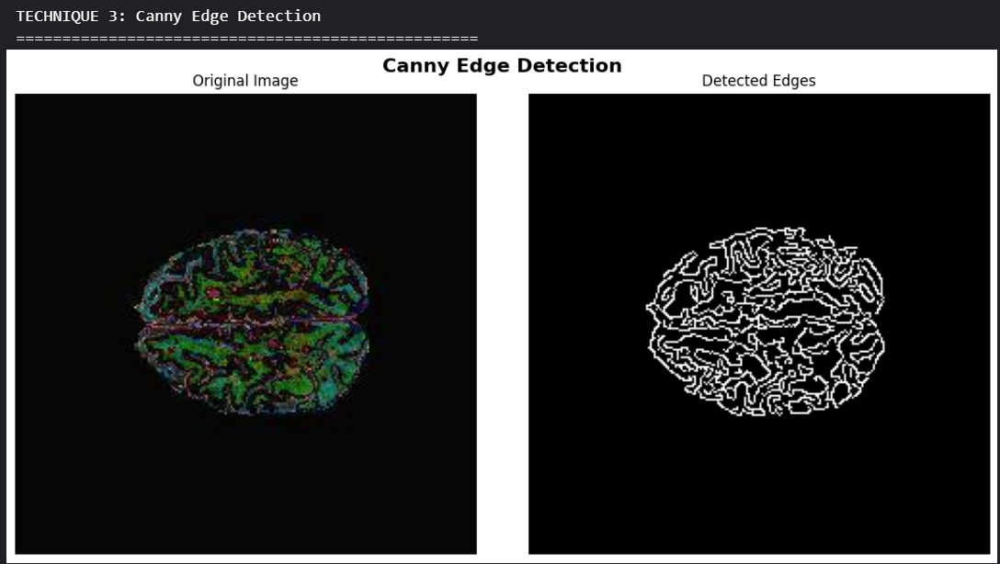 TECHNIQUE 3: Canny Edge Detection
==================================================
Canny Edge Detection
Original Image
Detected Edges